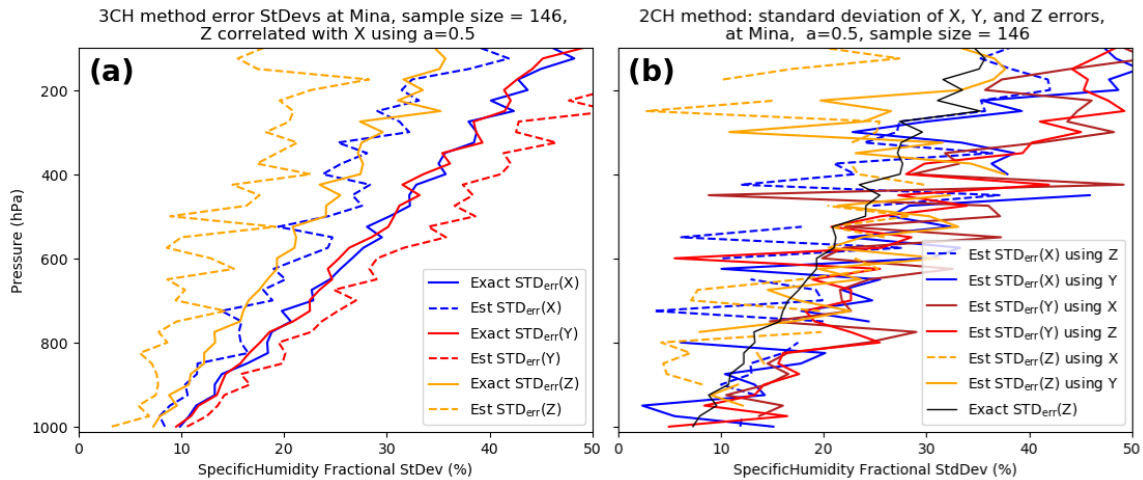 3CH method error StDevs at Mina, sample size = 146,
Z correlated with X using a=0.5
(a)
Pressure (hPa)
200
400
600
800
1000
0
10
20
30
40
50
SpecificHumidity Fractional StDev (%)
Exact STDerr(X)
Est STDerr(X)
Exact STDerr(Y)
Est STDerr(Y)
Exact STDerr(Z)
Est STDerr(Z)
2CH method: standard deviation of X, Y, and Z errors,
at Mina, a=0.5, sample size = 146
(b)
0
10
20
30
40
50
SpecificHumidity Fractional StdDev (%)
Est STDerr(X) using Z
Est STDerr(X) using Y
Est STDerr(Y) using X
Est STDerr(Y) using Z
Est STDerr(Z) using X
Est STDerr(Z) using Y
Exact STDerr(Z)